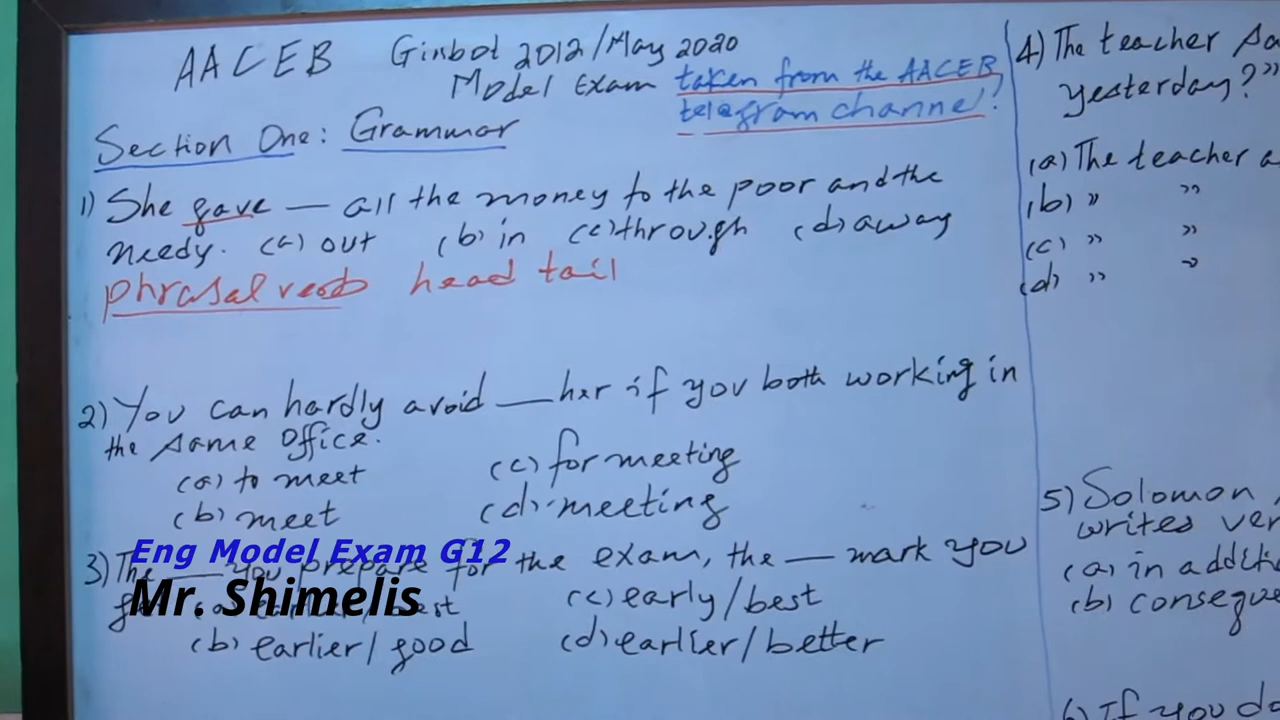 AACEB Ginbot 2012/May 2020
Model Exam taken from the AACEB
telegram channel!
Section One: Grammar
1) She gave — all the money to the poor and the
needy. (a) out (b) in (c) through (d) away
phrasal verb head tail
2) You can hardly avoid — her if you both working in
the same office.
(a) to meet (c) for meeting
(b) meet (d) meeting
3) The — you prepare for the exam, the — mark you
(c) early/best
(b) earlier/good (d) earlier/better
Eng Model Exam G12
Mr. Shimelis
4) The teacher
yesterday?"
(a) The teacher
(b) " "
(c) " "
(d) " "
5) Solomon
writes
(a) in
(b)
6) If you